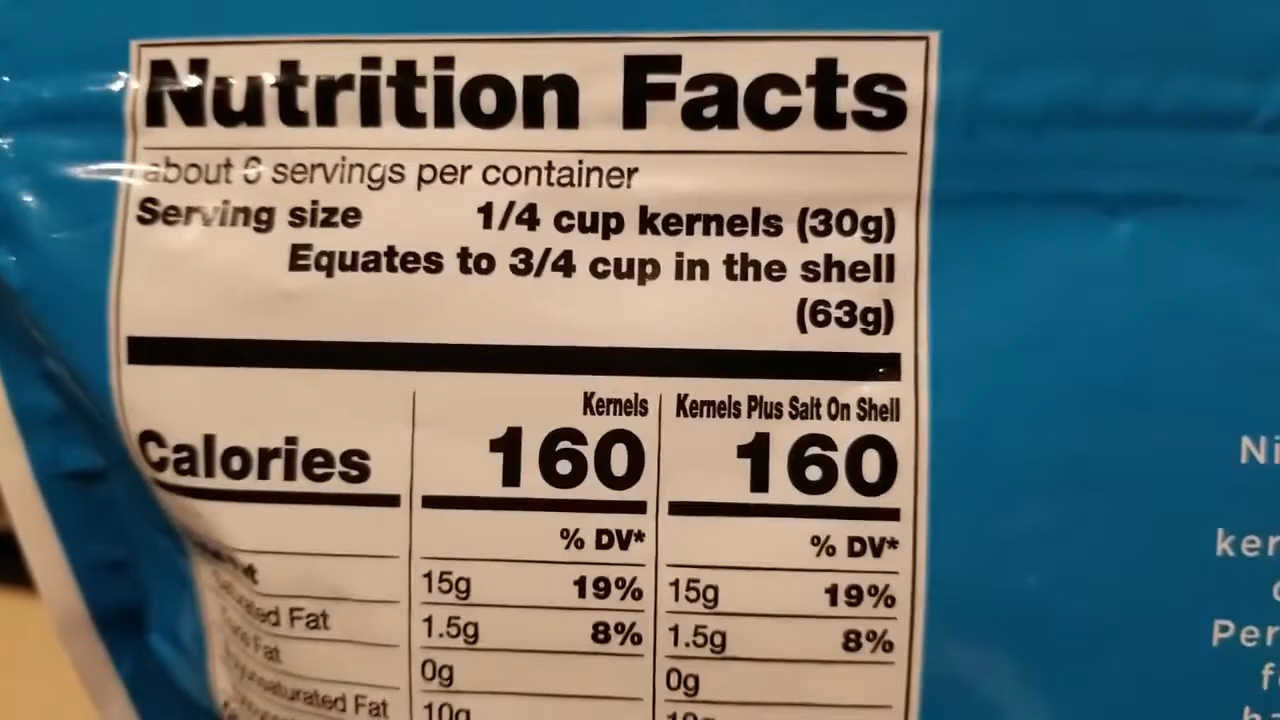 Nutrition Facts
about 6 servings per container
Serving size 1/4 cup kernels (30g)
Equates to 3/4 cup in the shell
(63g)
Kernels Kernels Plus Salt On Shell
Calories 160 160
% DV* % DV*
15g 19% 15g 19%
Fat 1.5g 8% 1.5g 8%
Fat 0g 0g
Fat 10g